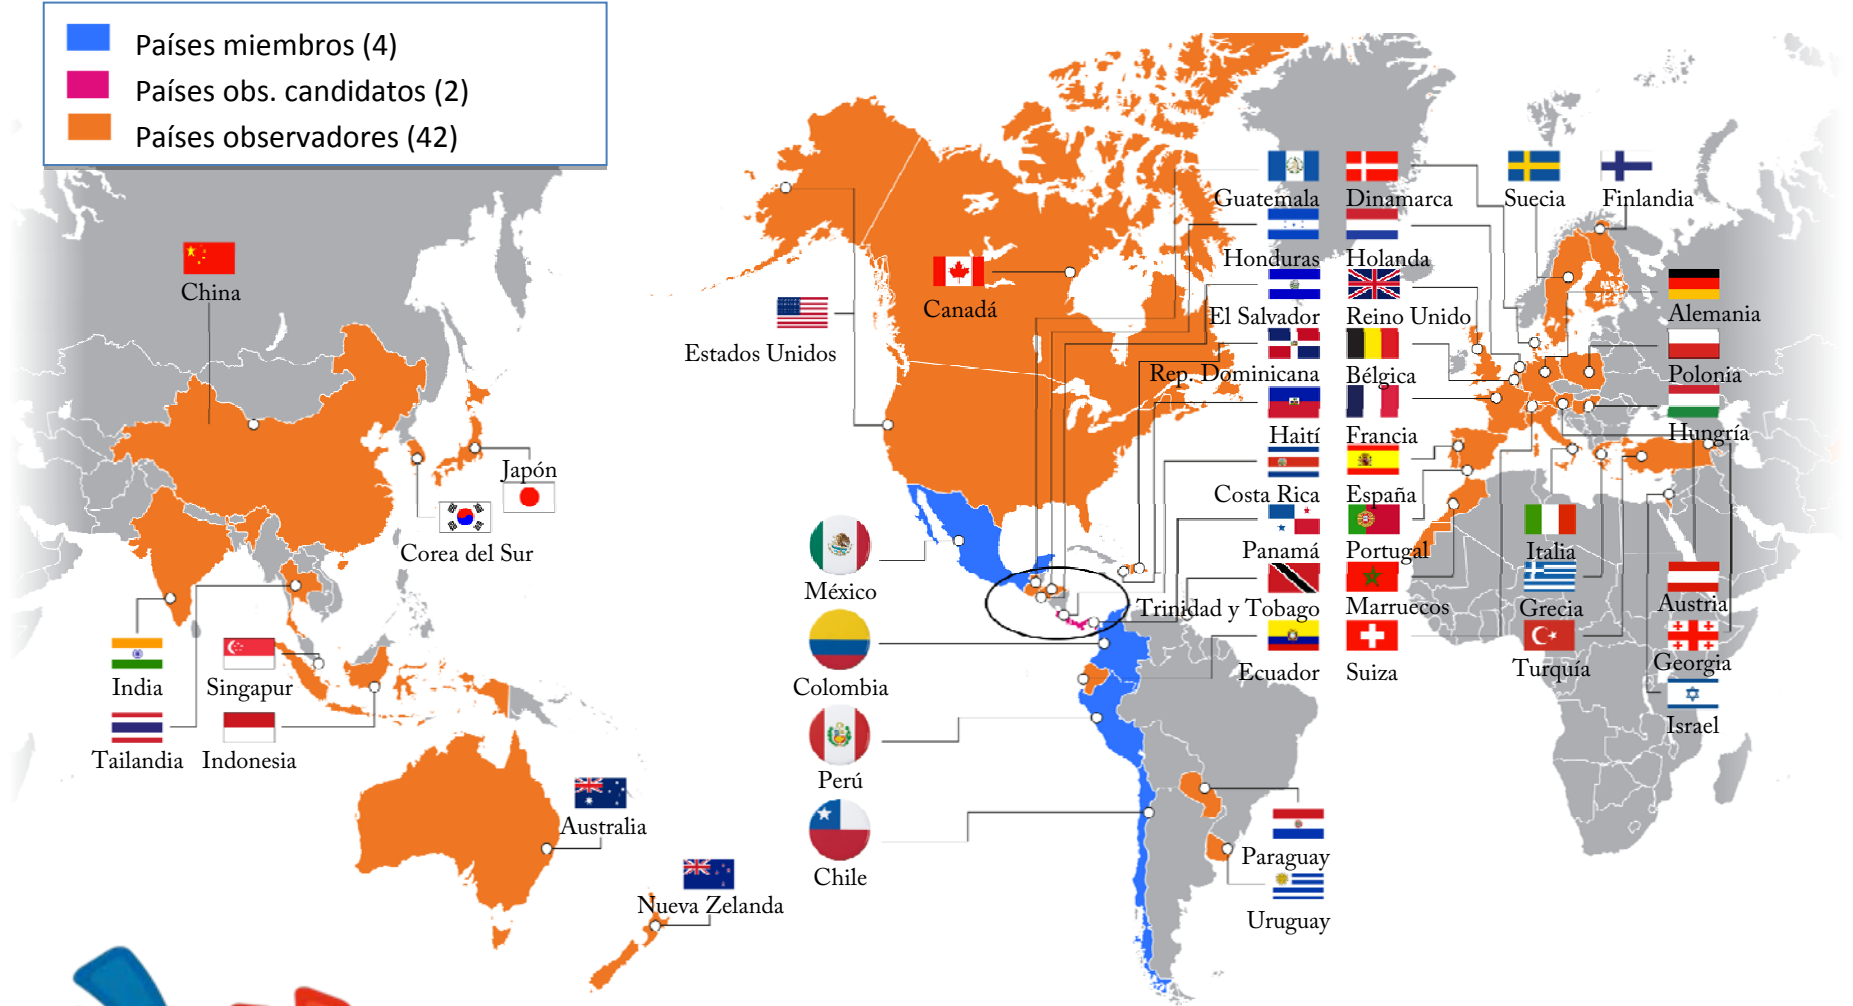 Países miembros (4)
Países obs. candidatos (2)
Países observadores (42)
China
Japón
Corea del Sur
India
Singapur
Tailandia
Indonesia
Australia
Nueva Zelanda
Estados Unidos
Canadá
México
Colombia
Perú
Chile
Guatemala
Dinamarca
Suecia
Finlandia
Honduras
Holanda
El Salvador
Reino Unido
Alemania
Rep. Dominicana
Bélgica
Polonia
Haití
Francia
Hungría
Costa Rica
España
Panamá
Portugal
Italia
Trinidad y Tobago
Marruecos
Grecia
Austria
Ecuador
Suiza
Turquía
Georgia
Israel
Paraguay
Uruguay